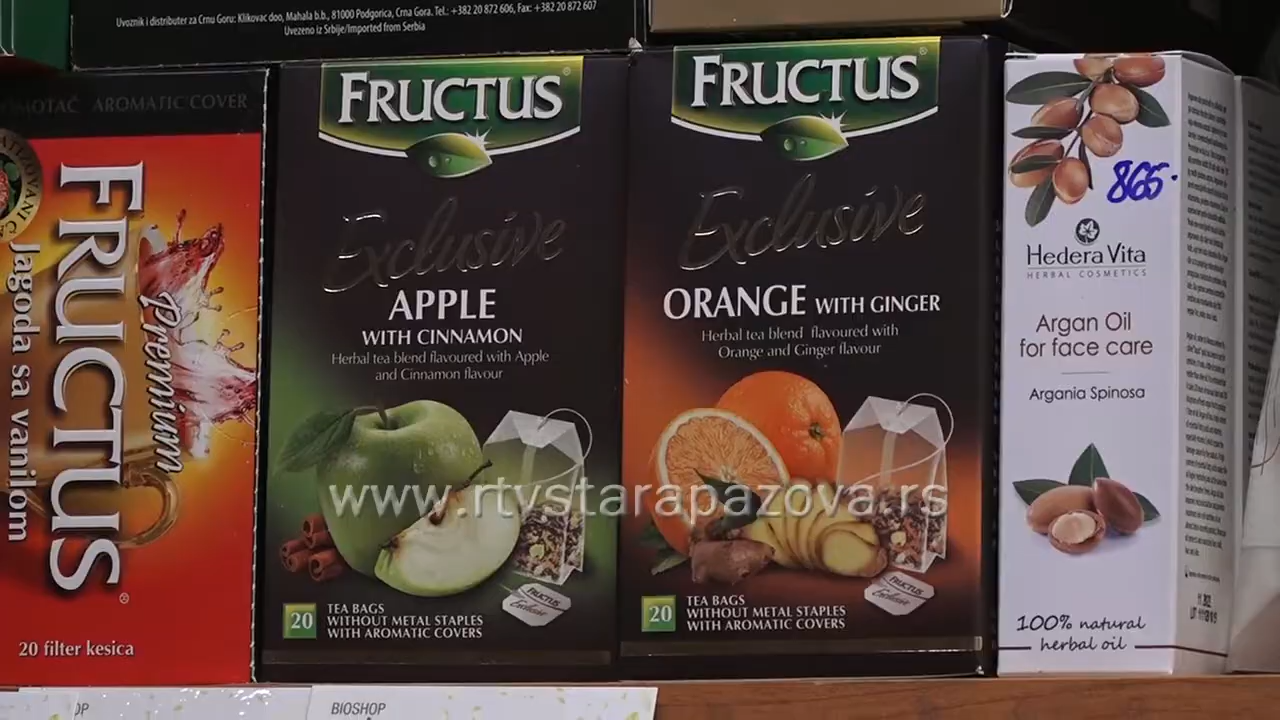 Uvoznik i distributer za Crnu Goru: Klikovac doo, Mahala b.b., 81000 Podgorica, Crna Gora. Tel.: +382 20 872 606, Fax: +382 20 872 607
Uvezeno iz Srbije/Imported from Serbia
AROMATIC COVER
FRUCTUS®
Premium
Jagoda sa vanilom
20 filter kesica
FRUCTUS®
Exclusive
APPLE
WITH CINNAMON
Herbal tea blend flavoured with Apple
and Cinnamon flavour
FRUCTUS
Exclusive
20
TEA BAGS
WITHOUT METAL STAPLES
WITH AROMATIC COVERS
FRUCTUS®
Exclusive
ORANGE WITH GINGER
Herbal tea blend flavoured with
Orange and Ginger flavour
FRUCTUS
Exclusive
20
TEA BAGS
WITHOUT METAL STAPLES
WITH AROMATIC COVERS
865.
Hedera Vita
HERBAL COSMETICS
Argan Oil
for face care
Argania Spinosa
100% natural
herbal oil
www.rtvstarapazova.rs
BIOSHOP